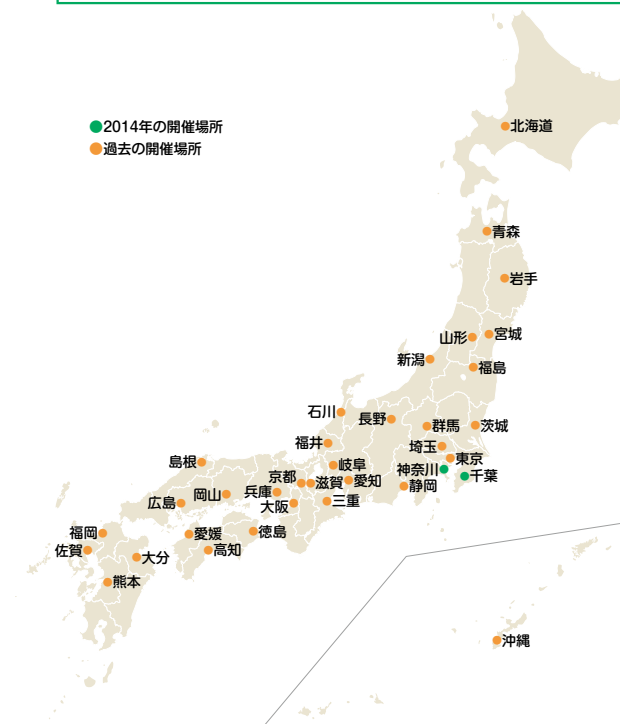 ●2014年の開催場所
●過去の開催場所
北海道
青森
岩手
山形
宮城
新潟
福島
石川
長野
群馬
茨城
福井
埼玉
島根
岐阜
東京
京都
滋賀
愛知
神奈川
千葉
静岡
広島
岡山
兵庫
大阪
三重
福岡
愛媛
徳島
佐賀
大分
高知
熊本
沖縄